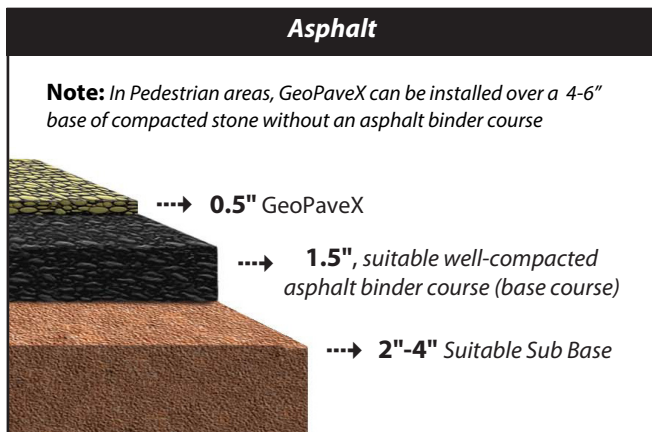 Asphalt
Note: In Pedestrian areas, GeoPaveX can be installed over a 4-6"
base of compacted stone without an asphalt binder course
0.5" GeoPaveX
1.5", suitable well-compacted
asphalt binder course (base course)
2"-4" Suitable Sub Base